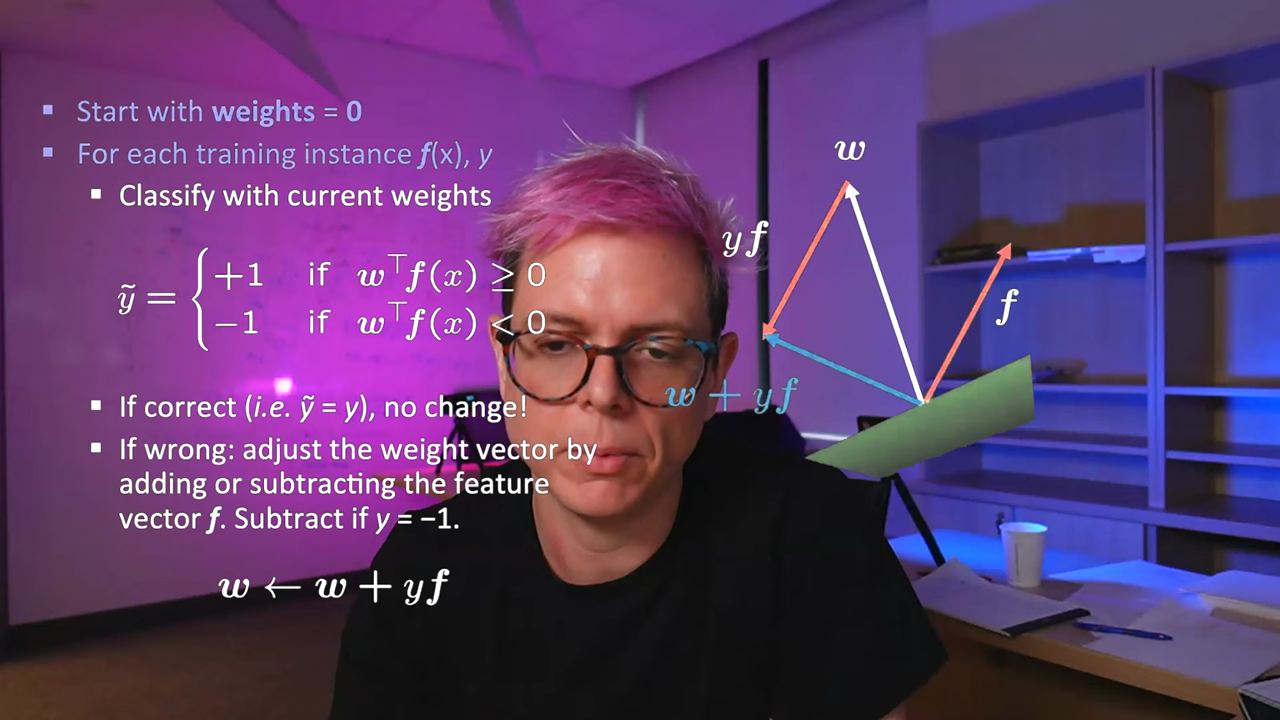 Start with weights = 0
For each training instance f(x), y
Classify with current weights
ỹ = { +1 if w⊤f(x) ≥ 0
−1 if w⊤f(x) < 0
If correct (i.e. ỹ = y), no change!
If wrong: adjust the weight vector by
adding or subtracting the feature
vector f. Subtract if y = −1.
w ← w + yf
w
yf
f
w + yf